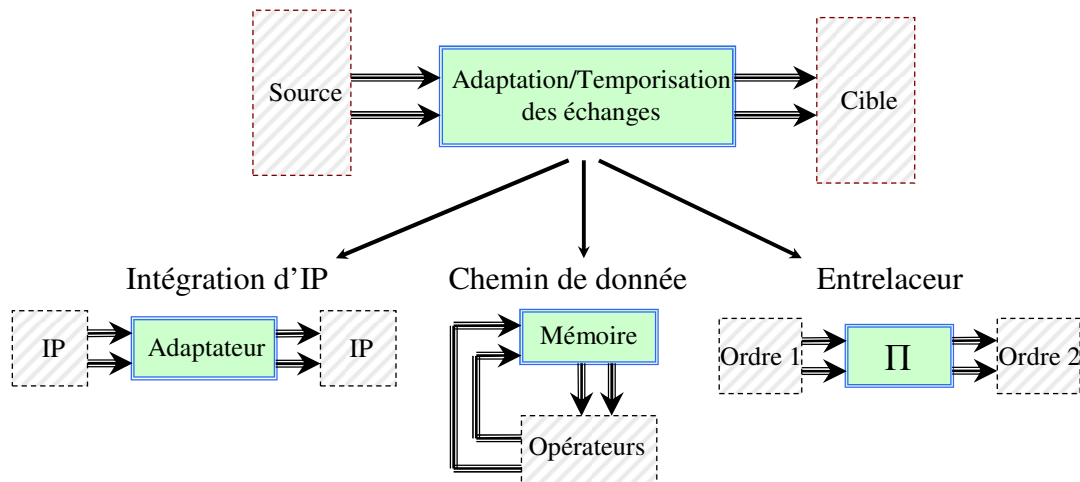 Source
Adaptation/Temporisation
des échanges
Cible
Intégration d'IP
Chemin de donnée
Entrelaceur
IP
Adaptateur
IP
Mémoire
Opérateurs
Ordre 1
Π
Ordre 2